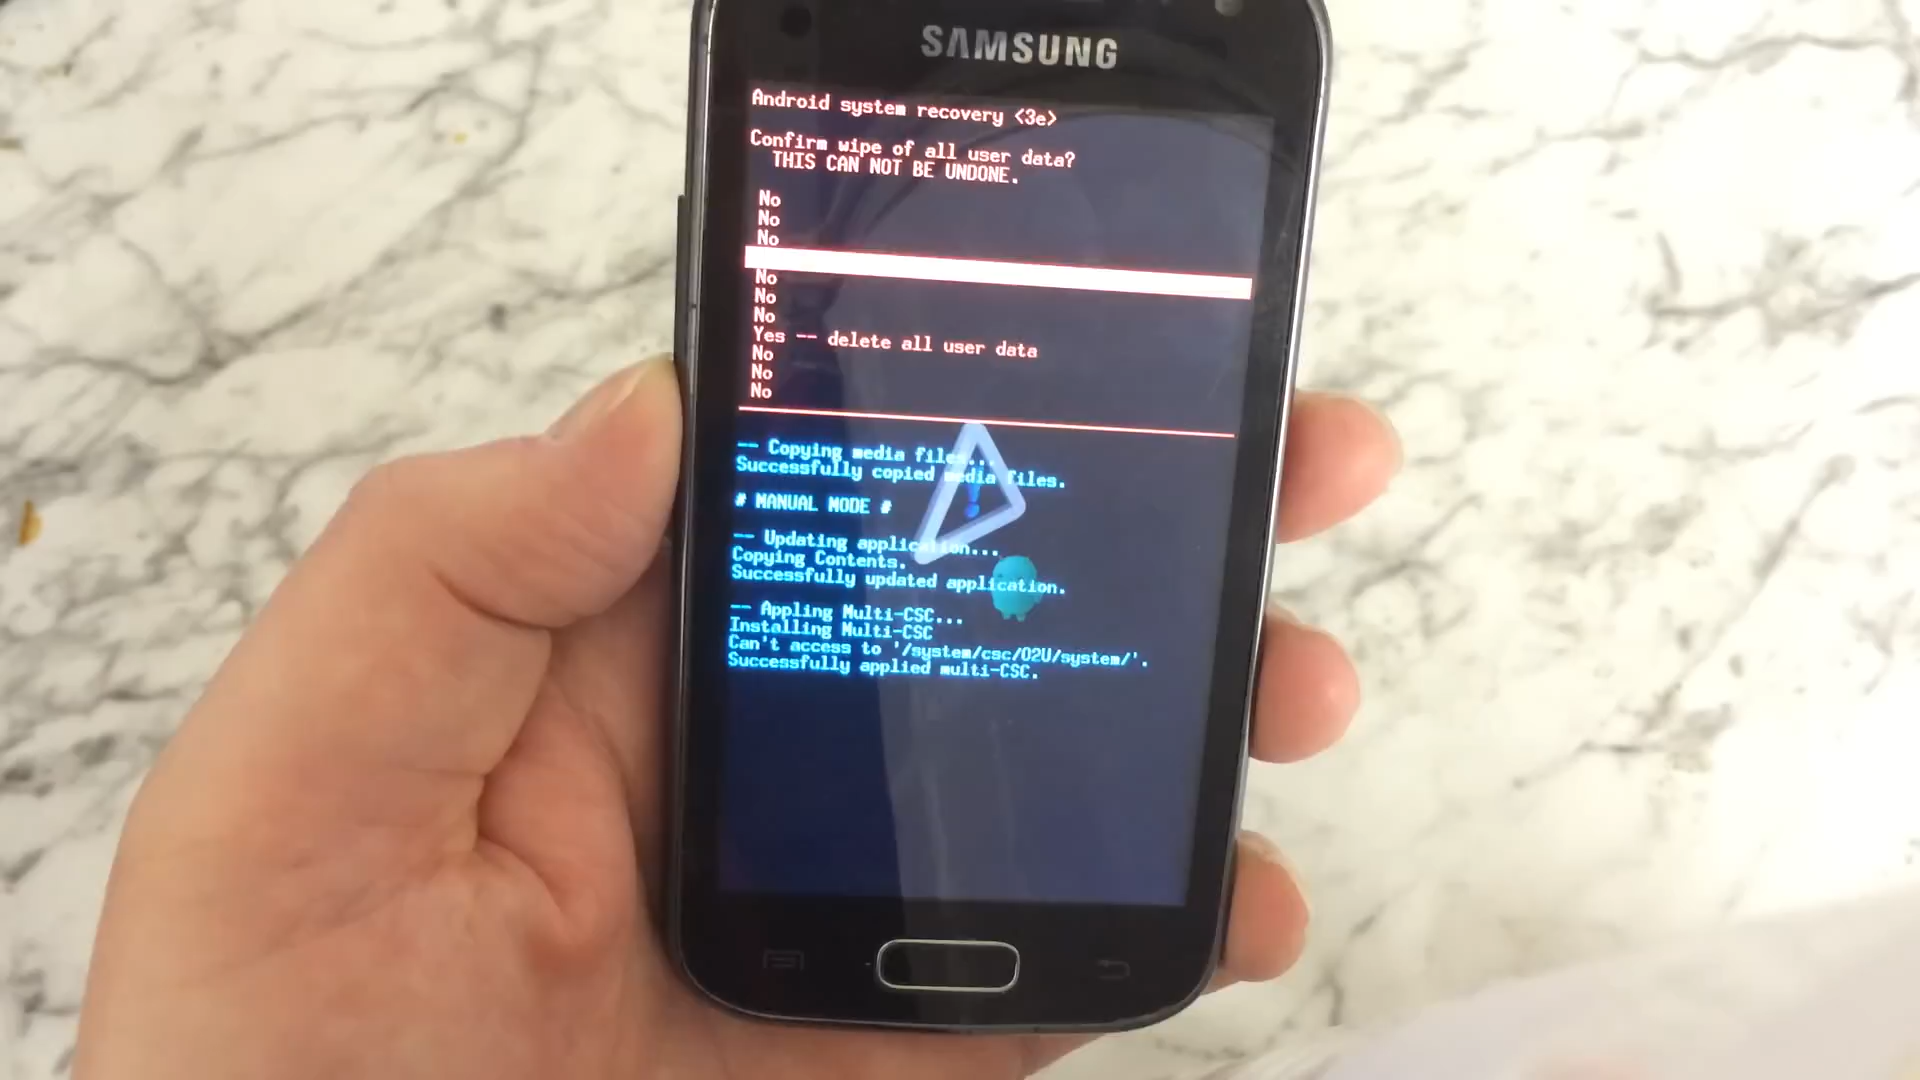 SAMSUNG
Android system recovery <3e>
Confirm wipe of all user data?
THIS CAN NOT BE UNDONE.
No
No
No
No
No
No
Yes -- delete all user data
No
No
No
-- Copying media files...
Successfully copied media files.
# MANUAL MODE #
-- Updating application...
Copying Contents.
Successfully updated application.
-- Appling Multi-CSC...
Installing Multi-CSC
Can't access to '/system/csc/O2U/system/'.
Successfully applied multi-CSC.